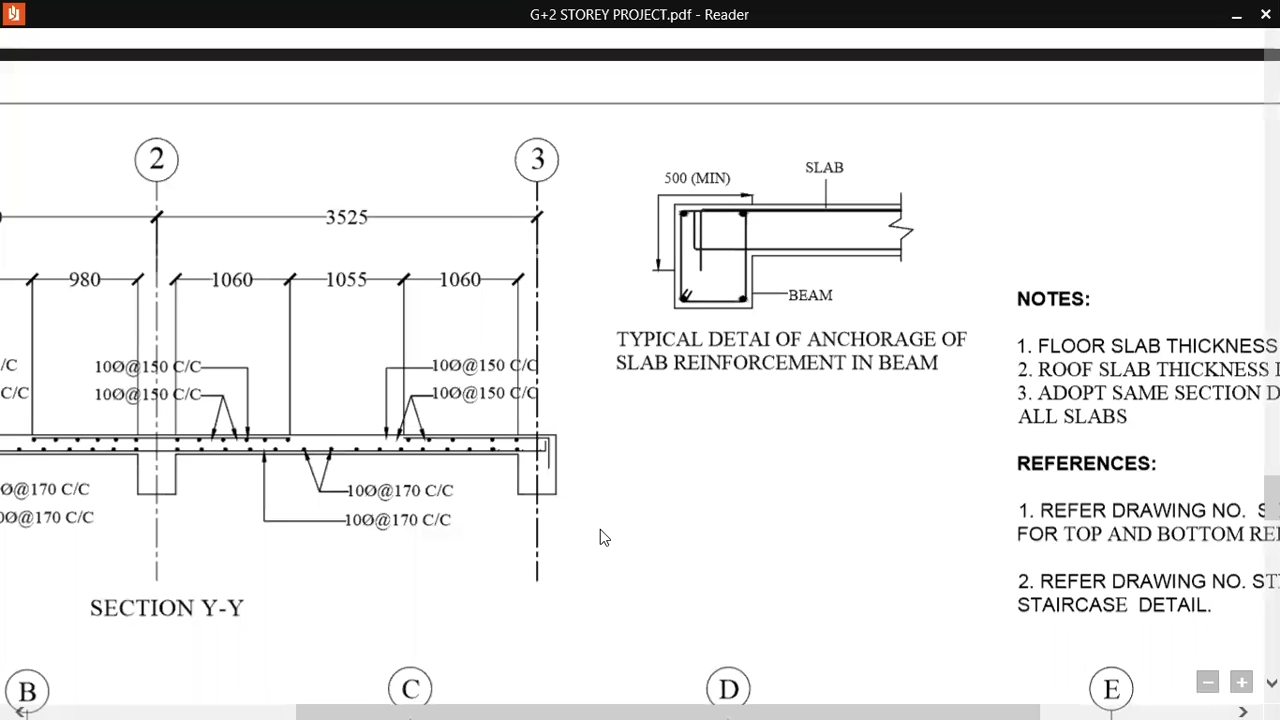 G+2 STOREY PROJECT.pdf - Reader
2
3
3525
980
1060
1055
1060
500 (MIN)
SLAB
BEAM
TYPICAL DETAI OF ANCHORAGE OF
SLAB REINFORCEMENT IN BEAM
/C
C/C
10Ø@150 C/C
10Ø@150 C/C
10Ø@150 C/C
10Ø@150 C/C
Ø@170 C/C
0Ø@170 C/C
10Ø@170 C/C
10Ø@170 C/C
SECTION Y-Y
NOTES:
1. FLOOR SLAB THICKNESS
2. ROOF SLAB THICKNESS
3. ADOPT SAME SECTION
ALL SLABS
REFERENCES:
1. REFER DRAWING NO.
FOR TOP AND BOTTOM
2. REFER DRAWING NO.
STAIRCASE DETAIL.
B
C
D
E